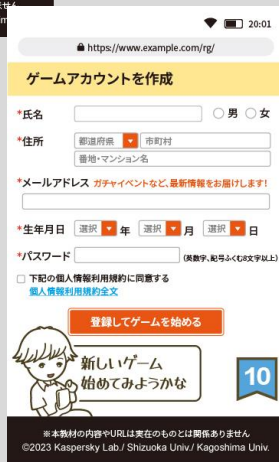 ません
20:01
https://www.example.com/rg/
ゲームアカウントを作成
*氏名 男 女
*住所 都道府県 市町村
番地・マンション名
*メールアドレス ガチャイベントなど、最新情報をお届けします!
*生年月日 選択 年 選択 月 選択 日
*パスワード (英数字、記号ふくむ8文字以上)
下記の個人情報利用規約に同意する
個人情報利用規約全文
登録してゲームを始める
新しいゲーム
始めてみようかな
10
※本教材の内容やURLは実在のものとは関係ありません
©2023 Kaspersky Lab./ Shizuoka Univ./ Kagoshima Univ.